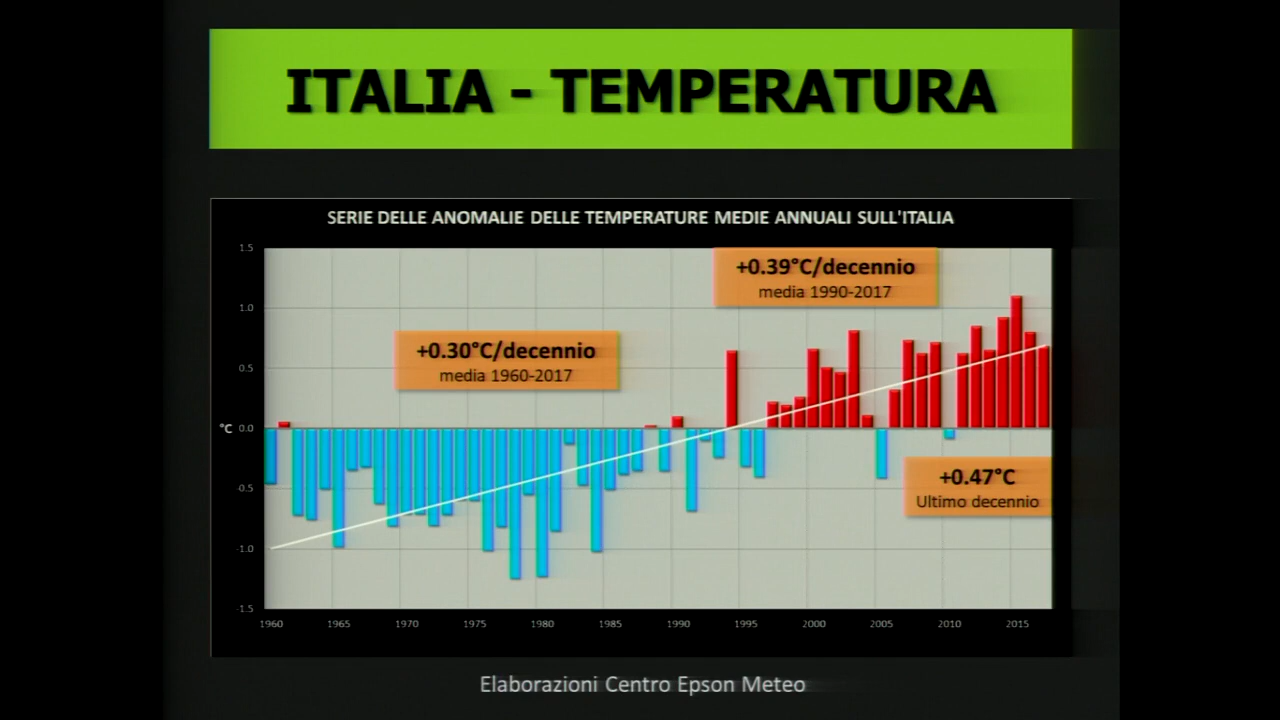 ITALIA - TEMPERATURA
SERIE DELLE ANOMALIE DELLE TEMPERATURE MEDIE ANNUALI SULL'ITALIA
1.5
+0.39°C/decennio
media 1990-2017
1.0
+0.30°C/decennio
media 1960-2017
0.5
°C 0.0
+0.47°C
Ultimo decennio
-0.5
-1.0
-1.5
1960 1965 1970 1975 1980 1985 1990 1995 2000 2005 2010 2015
Elaborazioni Centro Epson Meteo